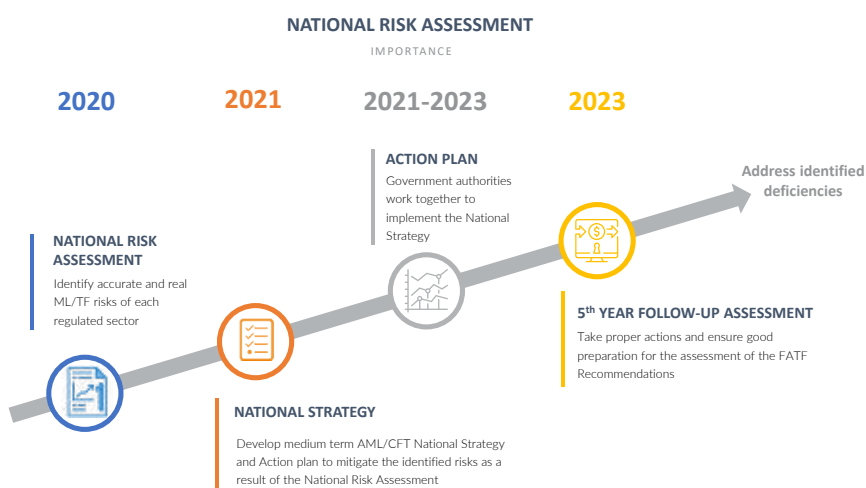 NATIONAL RISK ASSESSMENT
IMPORTANCE
2020
2021
2021-2023
2023
NATIONAL RISK
ASSESSMENT
Identify accurate and real
ML/TF risks of each
regulated sector
NATIONAL STRATEGY
Develop medium term AML/CFT National Strategy
and Action plan to mitigate the identified risks as a
result of the National Risk Assessment
ACTION PLAN
Government authorities
work together to
implement the National
Strategy
5th YEAR FOLLOW-UP ASSESSMENT
Take proper actions and ensure good
preparation for the assessment of the FATF
Recommendations
Address identified
deficiencies